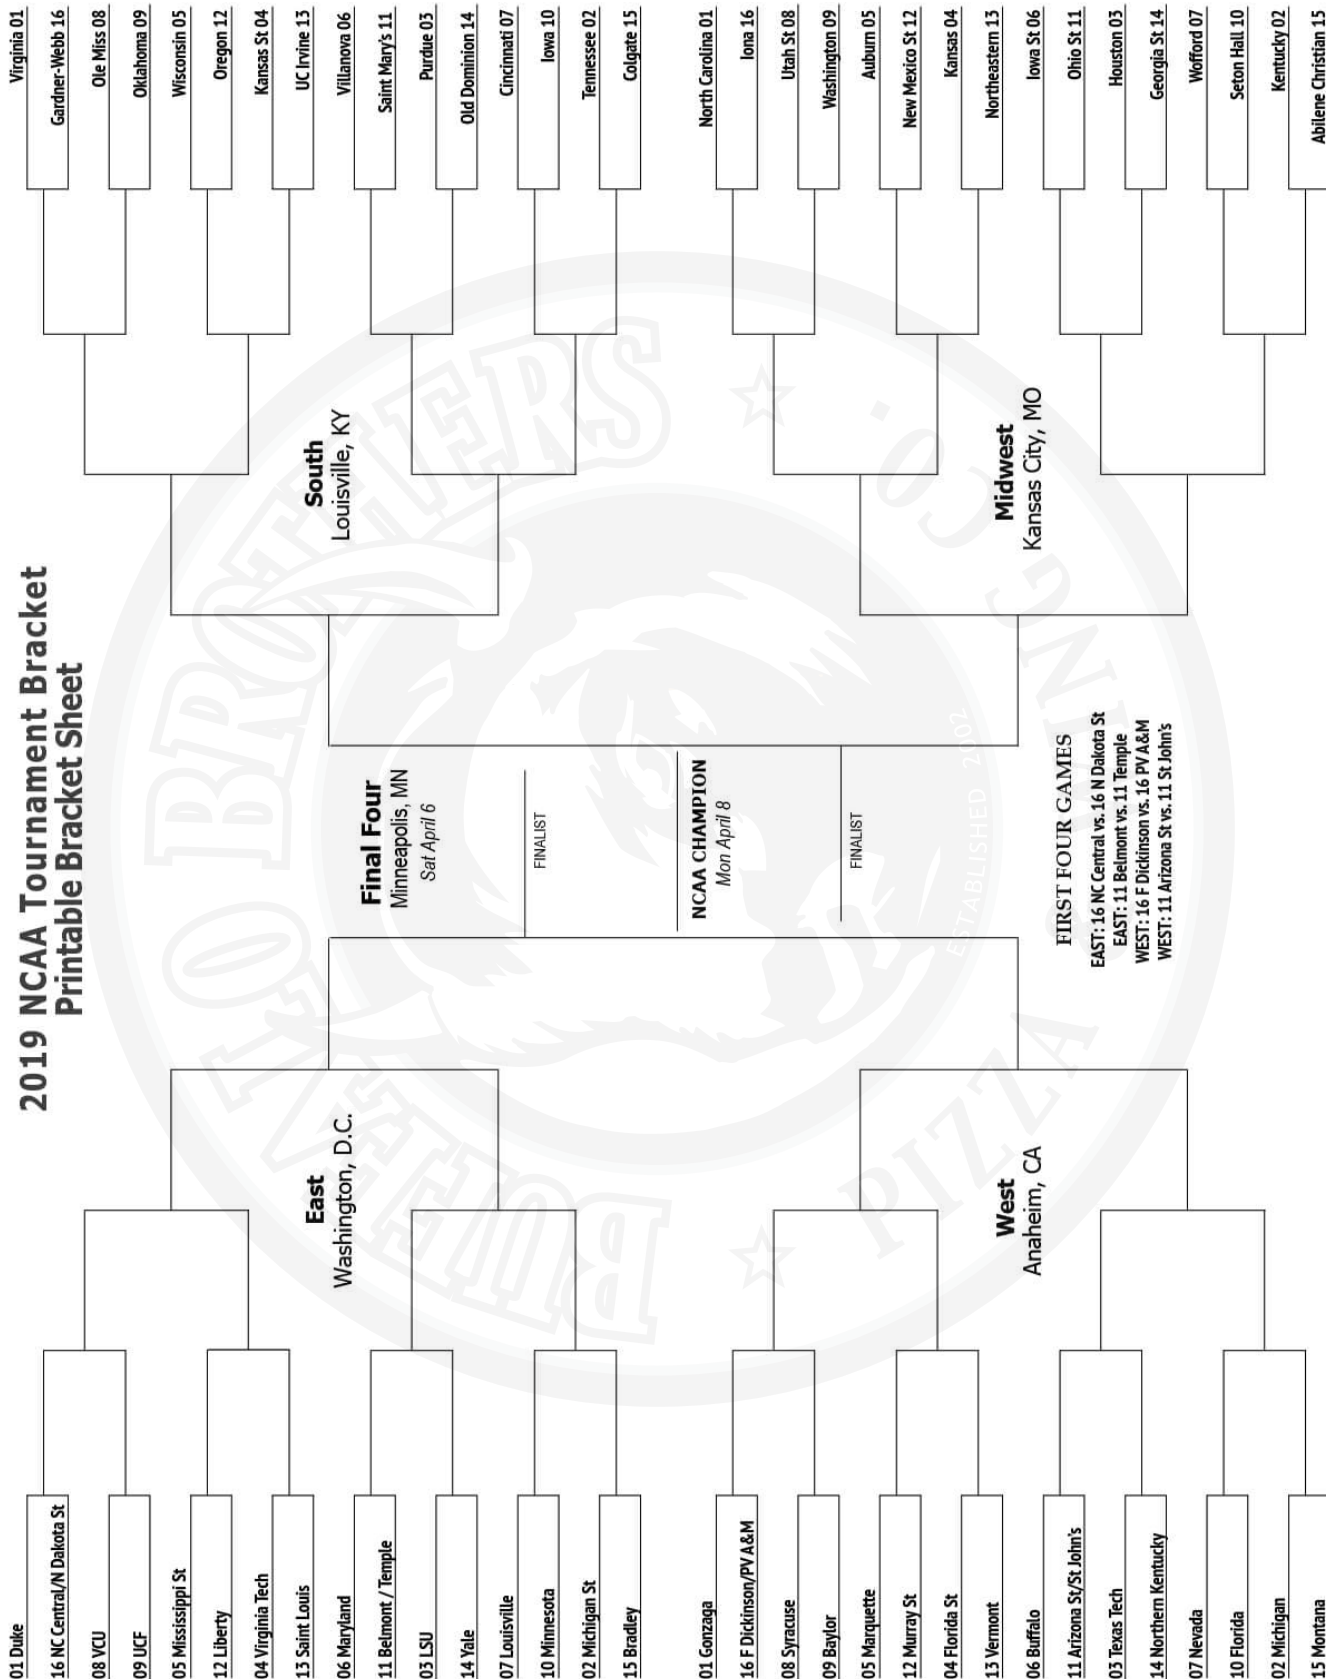 2019 NCAA Tournament Bracket
Printable Bracket Sheet
01 Duke
16 NC Central/N Dakota St
08 VCU
09 UCF
05 Mississippi St
12 Liberty
04 Virginia Tech
13 Saint Louis
06 Maryland
11 Belmont / Temple
03 LSU
14 Yale
07 Louisville
10 Minnesota
02 Michigan St
15 Bradley
East
Washington, D.C.
01 Gonzaga
16 F Dickinson/PV A&M
08 Syracuse
09 Baylor
05 Marquette
12 Murray St
04 Florida St
13 Vermont
06 Buffalo
11 Arizona St/St John's
03 Texas Tech
14 Northern Kentucky
07 Nevada
10 Florida
02 Michigan
15 Montana
West
Anaheim, CA
Final Four
Minneapolis, MN
Sat April 6
FINALIST
NCAA CHAMPION
Mon April 8
FINALIST
FIRST FOUR GAMES
EAST: 16 NC Central vs. 16 N Dakota St
EAST: 11 Belmont vs. 11 Temple
WEST: 16 F Dickinson vs. 16 PV A&M
WEST: 11 Arizona St vs. 11 St John's
South
Louisville, KY
Virginia 01
Gardner-Webb 16
Ole Miss 08
Oklahoma 09
Wisconsin 05
Oregon 12
Kansas St 04
UC Irvine 13
Villanova 06
Saint Mary's 11
Purdue 03
Old Dominion 14
Cincinnati 07
Iowa 10
Tennessee 02
Colgate 15
Midwest
Kansas City, MO
North Carolina 01
Iona 16
Utah St 08
Washington 09
Auburn 05
New Mexico St 12
Kansas 04
Northeastern 13
Iowa St 06
Ohio St 11
Houston 03
Georgia St 14
Wofford 07
Seton Hall 10
Kentucky 02
Abilene Christian 15
BUFFALO BROTHERS
PIZZA & WING CO.
ESTABLISHED 2002